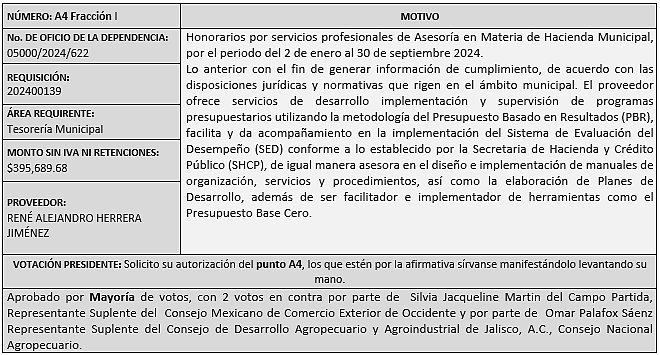 NÚMERO: A4 Fracción I
MOTIVO
No. DE OFICIO DE LA DEPENDENCIA:
05000/2024/622
REQUISICIÓN:
202400139
ÁREA REQUIRENTE:
Tesorería Municipal
MONTO SIN IVA NI RETENCIONES:
$395,689.68
PROVEEDOR:
RENÉ ALEJANDRO HERRERA
JIMÉNEZ
Honorarios por servicios profesionales de Asesoría en Materia de Hacienda Municipal,
por el periodo del 2 de enero al 30 de septiembre 2024.
Lo anterior con el fin de generar información de cumplimiento, de acuerdo con las
disposiciones jurídicas y normativas que rigen en el ámbito municipal. El proveedor
ofrece servicios de desarrollo implementación y supervisión de programas
presupuestarios utilizando la metodología del Presupuesto Basado en Resultados (PBR),
facilita y da acompañamiento en la implementación del Sistema de Evaluación del
Desempeño (SED) conforme a lo establecido por la Secretaria de Hacienda y Crédito
Público (SHCP), de igual manera asesora en el diseño e implementación de manuales de
organización, servicios y procedimientos, así como la elaboración de Planes de
Desarrollo, además de ser facilitador e implementador de herramientas como el
Presupuesto Base Cero.
VOTACIÓN PRESIDENTE: Solicito su autorización del punto A4, los que estén por la afirmativa sírvanse manifestándolo levantando su
mano.
Aprobado por Mayoría de votos, con 2 votos en contra por parte de Silvia Jacqueline Martin del Campo Partida,
Representante Suplente del Consejo Mexicano de Comercio Exterior de Occidente y por parte de Omar Palafox Sáenz
Representante Suplente del Consejo de Desarrollo Agropecuario y Agroindustrial de Jalisco, A.C., Consejo Nacional
Agropecuario.